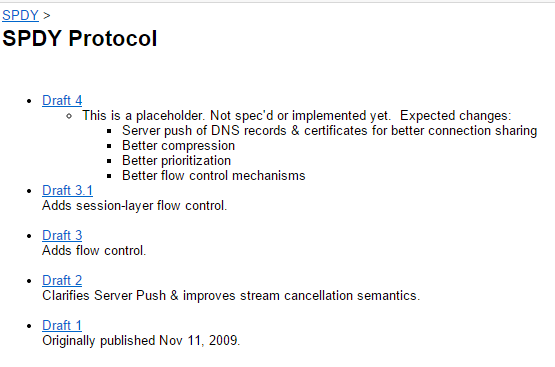 SPDY >
SPDY Protocol
Draft 4
This is a placeholder. Not spec'd or implemented yet.  Expected changes:
Server push of DNS records & certificates for better connection sharing
Better compression
Better prioritization
Better flow control mechanisms
Draft 3.1
Adds session-layer flow control.
Draft 3
Adds flow control.
Draft 2
Clarifies Server Push & improves stream cancellation semantics.
Draft 1
Originally published Nov 11, 2009.